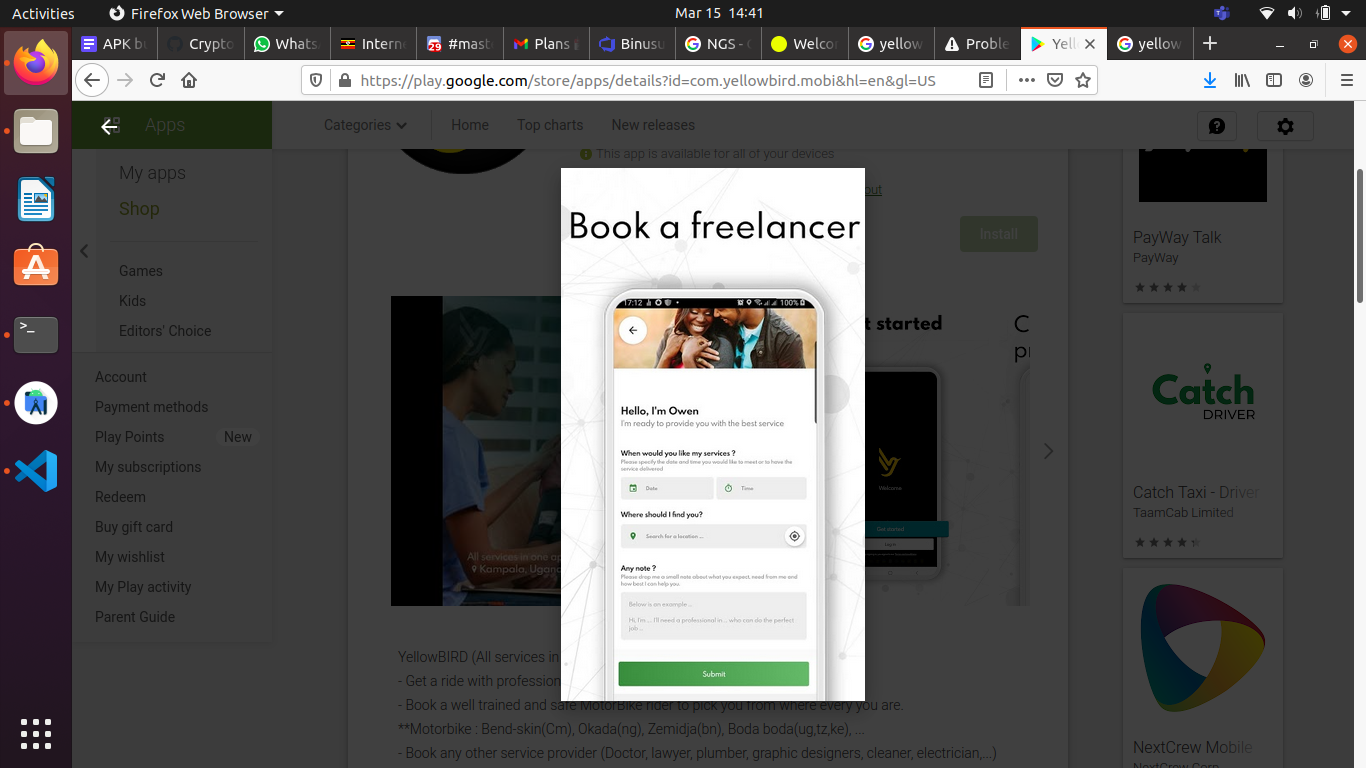 Activities
Firefox Web Browser
Mar 15 14:41
APK bu
Crypto
Whats
Intern
#mast
Plans
Binusu
NGS - G
Welco
yellow
Proble
Yell
yellow
https://play.google.com/store/apps/details?id=com.yellowbird.mobi&hl=en&gl=US
Apps
Categories
Home
Top charts
New releases
My apps
Shop
Games
Kids
Editors' Choice
Account
Payment methods
Play Points
New
My subscriptions
Redeem
Buy gift card
My wishlist
My Play activity
Parent Guide
This app is available for all of your devices
out
Install
All services in one ap
Kampala, Ugan
Book a freelancer
17:12
100%
Hello, I'm Owen
I'm ready to provide you with the best service
When would you like my services ?
Please specify the date and time you would like to meet or to have the
service delivered
Date
Time
Where should I find you?
Search for a location ...
Any note ?
Please drop me a small note about what you expect, need from me and
how best I can help you.
Below is an example ...
Hi, I'm.... I'll need a professional in ... who can do the perfect
job ...
Submit
t started
Welcome
Get started
Log in
C
pr
YellowBIRD (All services in
- Get a ride with profession
- Book a well trained and safe MotorBike rider to pick you from where every you are.
**Motorbike : Bend-skin(Cm), Okada(ng), Zemidja(bn), Boda boda(ug,tz,ke), ...
- Book any other service provider (Doctor, lawyer, plumber, graphic designers, cleaner, electrician,...)
PayWay Talk
PayWay
Catch
DRIVER
Catch Taxi - Driver
TaamCab Limited
NextCrew Mobile
NextCrew Corp